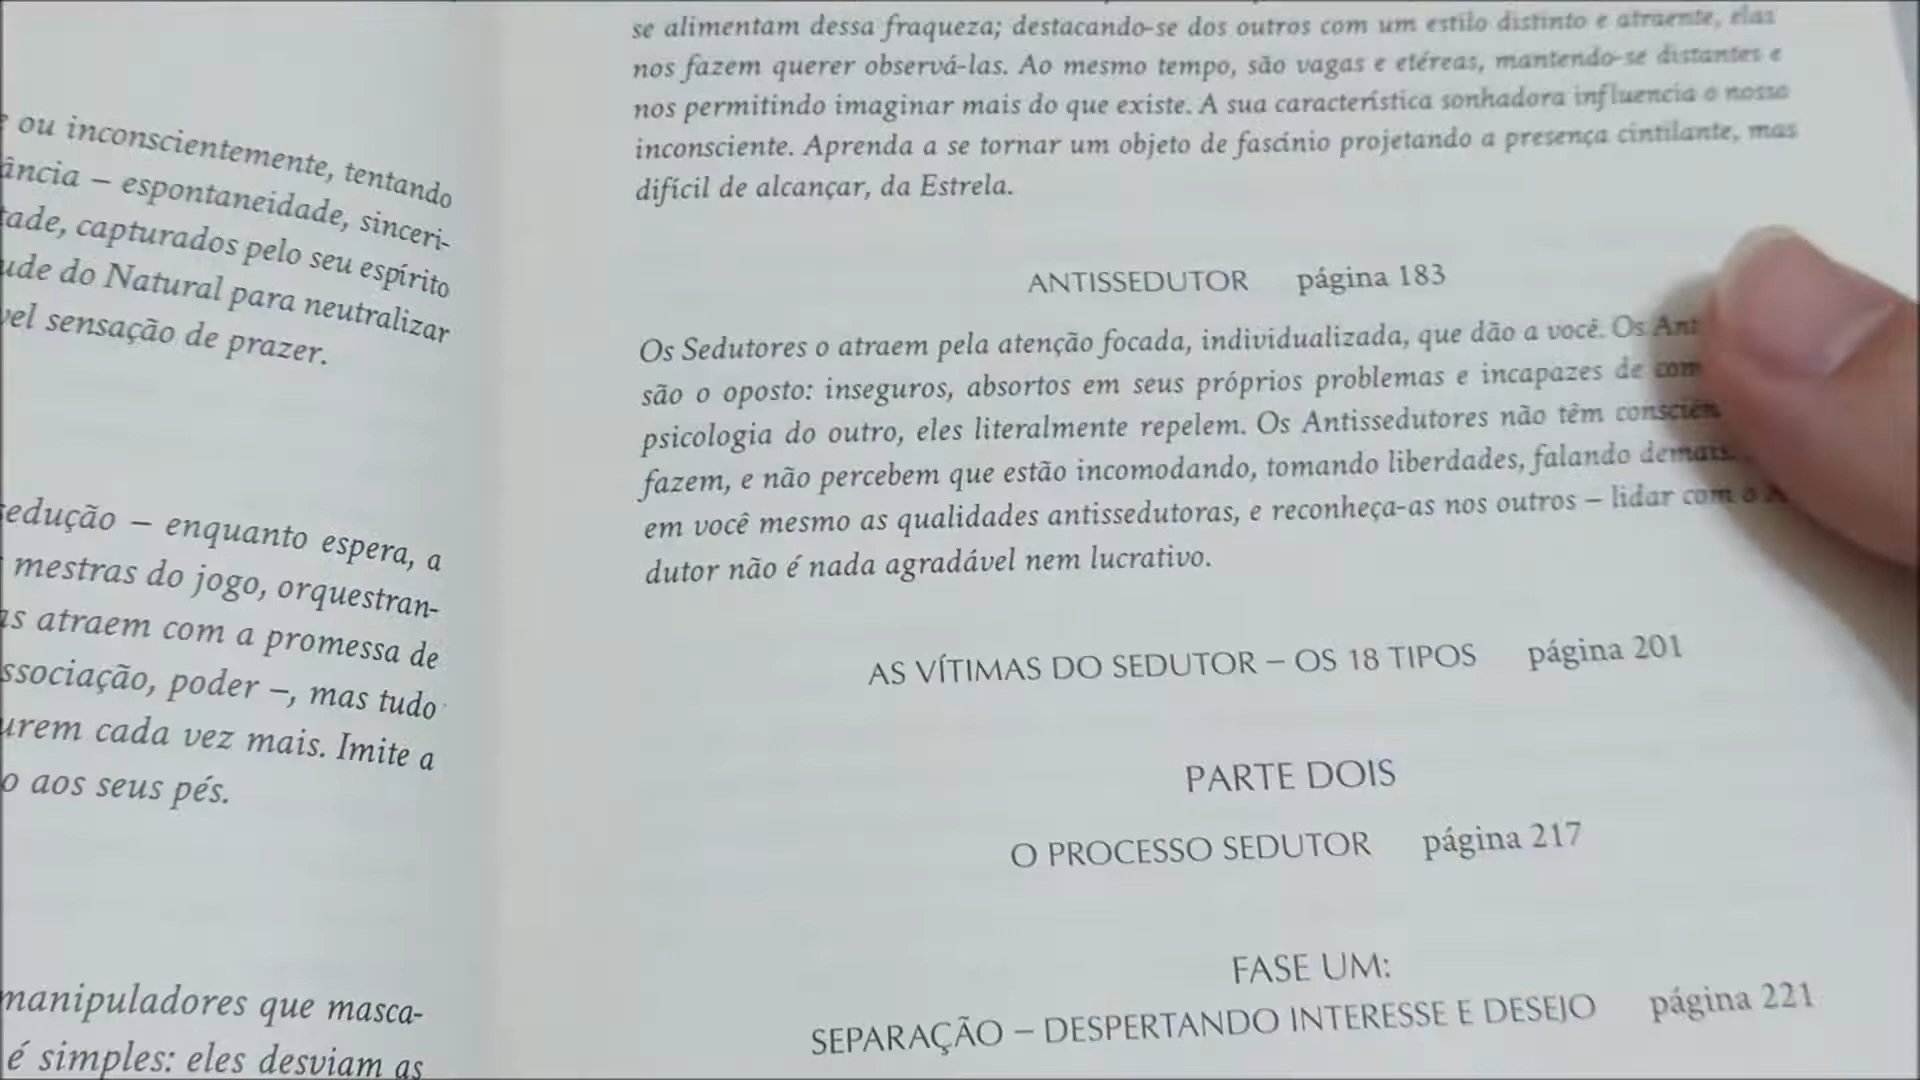 ou inconscientemente, tentando
ância – espontaneidade, sinceri-
tade, capturados pelo seu espírito
ude do Natural para neutralizar
vel sensação de prazer.
edução – enquanto espera, a
mestras do jogo, orquestran-
as atraem com a promessa de
ssociação, poder –, mas tudo
urem cada vez mais. Imite a
o aos seus pés.
manipuladores que masca-
é simples: eles desviam as
se alimentam dessa fraqueza; destacando-se dos outros com um estilo distinto e atraente, elas
nos fazem querer observá-las. Ao mesmo tempo, são vagas e etéreas, mantendo-se distantes e
nos permitindo imaginar mais do que existe. A sua característica sonhadora influencia o nosso
inconsciente. Aprenda a se tornar um objeto de fascínio projetando a presença cintilante, mas
difícil de alcançar, da Estrela.
ANTISSEDUTOR página 183
Os Sedutores o atraem pela atenção focada, individualizada, que dão a você. Os Ant
são o oposto: inseguros, absortos em seus próprios problemas e incapazes de com
psicologia do outro, eles literalmente repelem. Os Antissedutores não têm consciên
fazem, e não percebem que estão incomodando, tomando liberdades, falando demais.
em você mesmo as qualidades antissedutoras, e reconheça-as nos outros – lidar com o A
dutor não é nada agradável nem lucrativo.
AS VÍTIMAS DO SEDUTOR – OS 18 TIPOS página 201
PARTE DOIS
O PROCESSO SEDUTOR página 217
FASE UM:
SEPARAÇÃO – DESPERTANDO INTERESSE E DESEJO página 221